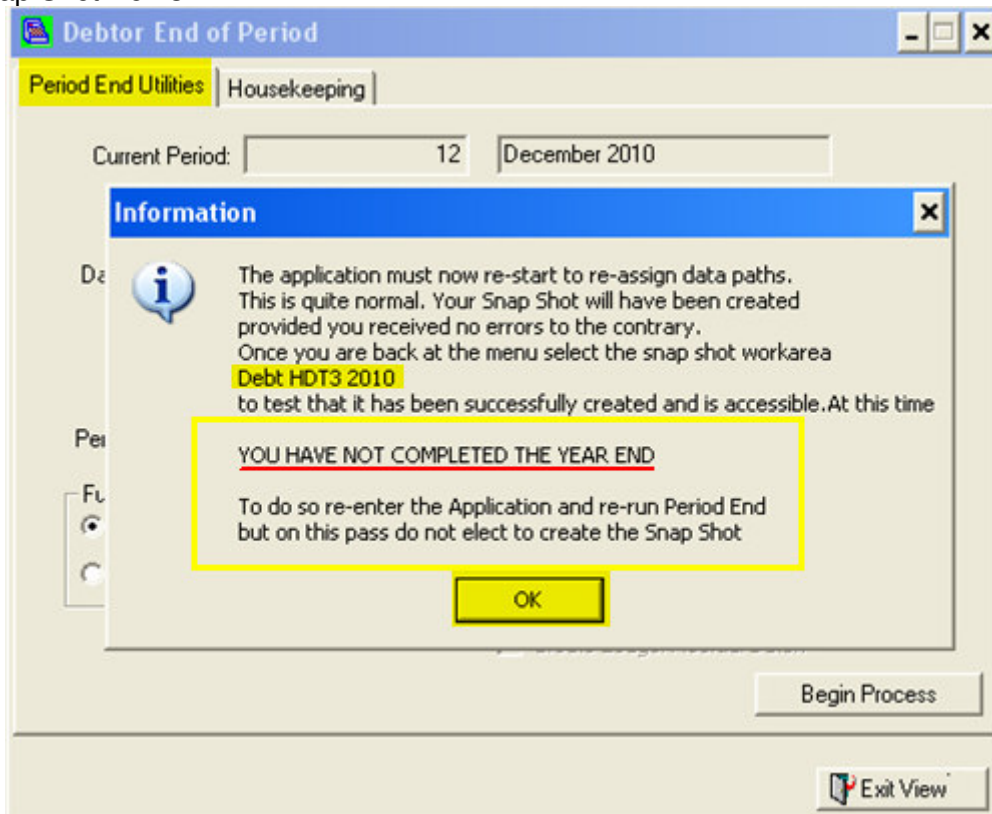 Debtor End of Period
Period End Utilities Housekeeping
Current Period: 12 December 2010
Information
The application must now re-start to re-assign data paths.
This is quite normal. Your Snap Shot will have been created
provided you received no errors to the contrary.
Once you are back at the menu select the snap shot workarea
Debt HDT3 2010
to test that it has been successfully created and is accessible.At this time
YOU HAVE NOT COMPLETED THE YEAR END
To do so re-enter the Application and re-run Period End
but on this pass do not elect to create the Snap Shot
OK
Begin Process
Exit View